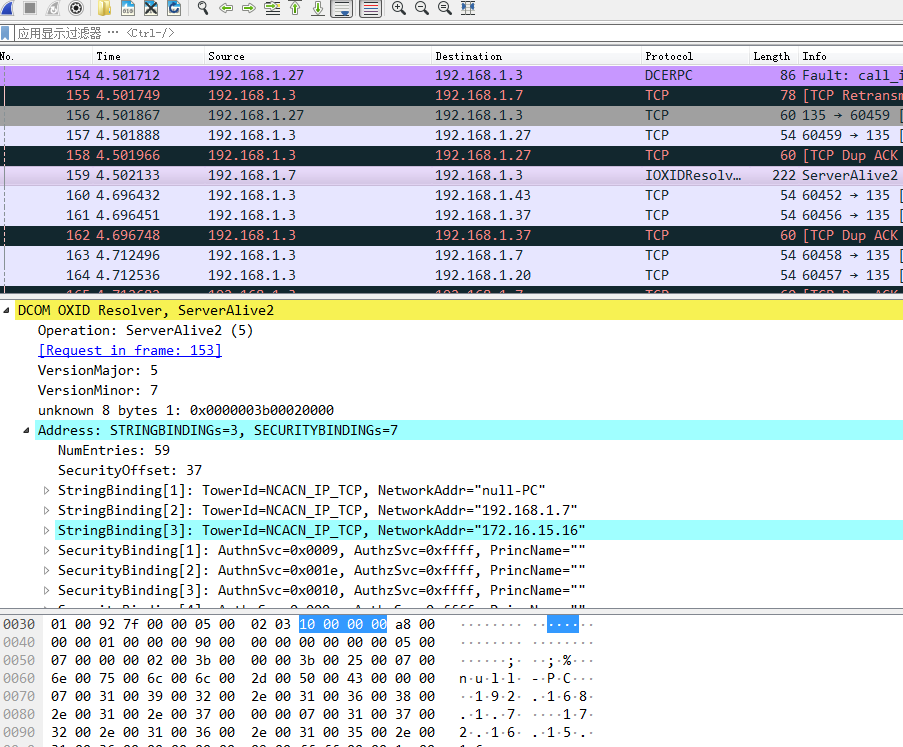 应用显示过滤器 … <Ctrl-/>
No. Time Source Destination Protocol Length Info
154 4.501712 192.168.1.27 192.168.1.3 DCERPC 86 Fault: call_i
155 4.501749 192.168.1.3 192.168.1.7 TCP 78 [TCP Retransm
156 4.501867 192.168.1.27 192.168.1.3 TCP 60 135 → 60459 [
157 4.501888 192.168.1.3 192.168.1.27 TCP 54 60459 → 135 [
158 4.501966 192.168.1.3 192.168.1.27 TCP 60 [TCP Dup ACK
159 4.502133 192.168.1.7 192.168.1.3 IOXIDResolv… 222 ServerAlive2
160 4.696432 192.168.1.3 192.168.1.43 TCP 54 60452 → 135 [
161 4.696451 192.168.1.3 192.168.1.37 TCP 54 60456 → 135 [
162 4.696748 192.168.1.3 192.168.1.37 TCP 60 [TCP Dup ACK
163 4.712496 192.168.1.3 192.168.1.7 TCP 54 60458 → 135 [
164 4.712536 192.168.1.3 192.168.1.20 TCP 54 60457 → 135 [
DCOM OXID Resolver, ServerAlive2
Operation: ServerAlive2 (5)
[Request in frame: 153]
VersionMajor: 5
VersionMinor: 7
unknown 8 bytes 1: 0x0000003b00020000
Address: STRINGBINDINGs=3, SECURITYBINDINGs=7
NumEntries: 59
SecurityOffset: 37
StringBinding[1]: TowerId=NCACN_IP_TCP, NetworkAddr="null-PC"
StringBinding[2]: TowerId=NCACN_IP_TCP, NetworkAddr="192.168.1.7"
StringBinding[3]: TowerId=NCACN_IP_TCP, NetworkAddr="172.16.15.16"
SecurityBinding[1]: AuthnSvc=0x0009, AuthzSvc=0xffff, PrincName=""
SecurityBinding[2]: AuthnSvc=0x001e, AuthzSvc=0xffff, PrincName=""
SecurityBinding[3]: AuthnSvc=0x0010, AuthzSvc=0xffff, PrincName=""
0030 01 00 92 7f 00 00 05 00 02 03 10 00 00 00 a8 00 ········ ········
0040 00 00 01 00 00 00 90 00 00 00 00 00 00 00 05 00 ········ ········
0050 07 00 00 00 02 00 3b 00 00 00 3b 00 25 00 07 00 ······;· ··;·%···
0060 6e 00 75 00 6c 00 6c 00 2d 00 50 00 43 00 00 00 n·u·l·l· -·P·C···
0070 07 00 31 00 39 00 32 00 2e 00 31 00 36 00 38 00 ··1·9·2· .·1·6·8·
0080 2e 00 31 00 2e 00 37 00 00 00 07 00 31 00 37 00 .·1·.·7· ····1·7·
0090 32 00 2e 00 31 00 36 00 2e 00 31 00 35 00 2e 00 2·.·1·6· .·1·5·.·